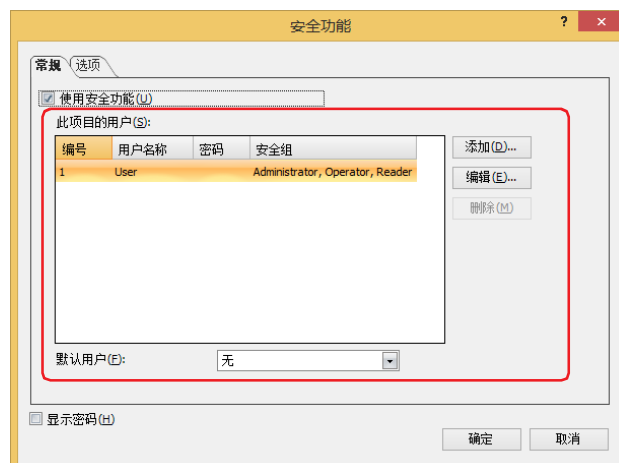 安全功能
? ×
常规 选项
使用安全功能(U)
此项目的用户(S):
编号 用户名称 密码 安全组
1 User Administrator, Operator, Reader
添加(D)...
编辑(E)...
删除(M)
默认用户(F): 无
显示密码(H)
确定 取消